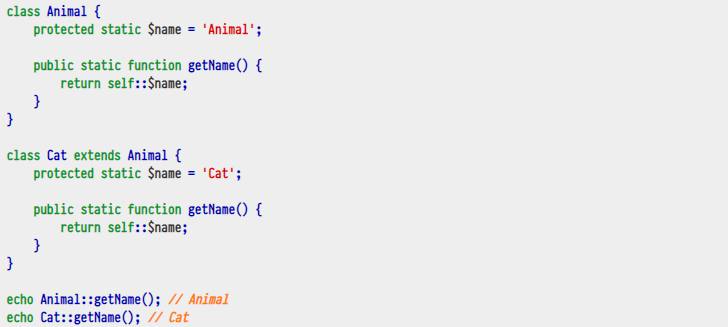 class Animal {
    protected static $name = 'Animal';

    public static function getName() {
        return self::$name;
    }
}

class Cat extends Animal {
    protected static $name = 'Cat';

    public static function getName() {
        return self::$name;
    }
}

echo Animal::getName(); // Animal
echo Cat::getName(); // Cat